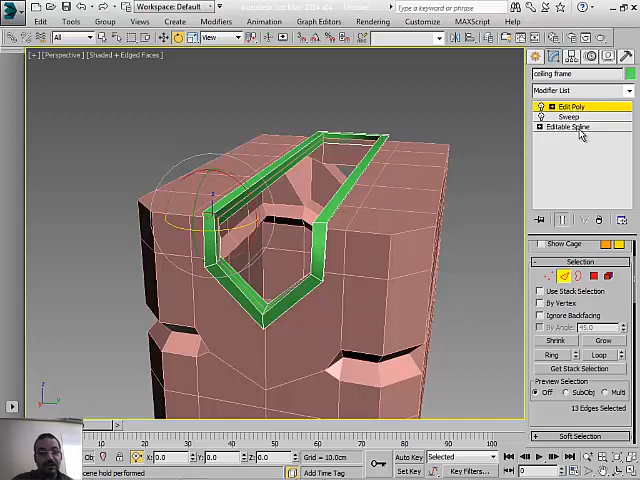 Workspace: Default
Autodesk 3ds Max 2014 x64
Untitled
Type a keyword or phrase
Edit Tools Group Views Create Modifiers Animation Graph Editors Rendering Customize MAXScript Help
All View
[+] [Perspective] [Shaded + Edged Faces]
ceiling frame
Modifier List
Edit Poly
Sweep
Editable Spline
Show Cage
Selection
Use Stack Selection
By Vertex
Ignore Backfacing
By Angle: 45.0
Shrink Grow
Ring Loop
Get Stack Selection
Preview Selection
Off SubObj Multi
13 Edges Selected
Soft Selection
z
x
z
10 20 30 40 50 60 70 80 90 100
X: 0.0 Y: 0.0 Z: 0.0 Grid = 10.0cm
cene hold performed
Add Time Tag
Auto Key Selected
Set Key Key Filters... 0